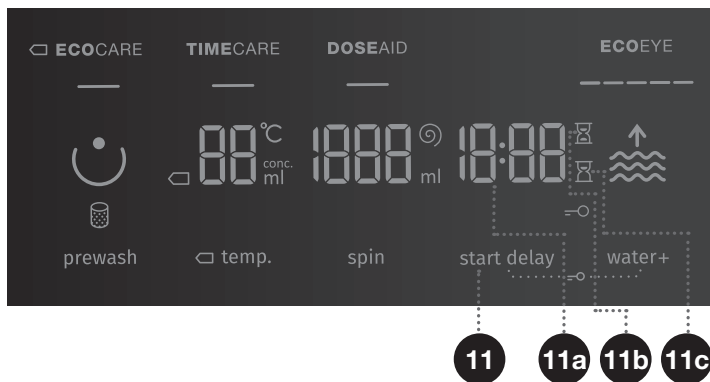 ECOCARE TIMECARE DOSEAID ECOEYE
88 °C 1888 18:88
conc.
ml ml
prewash temp. spin start delay water+
11 11a 11b 11c